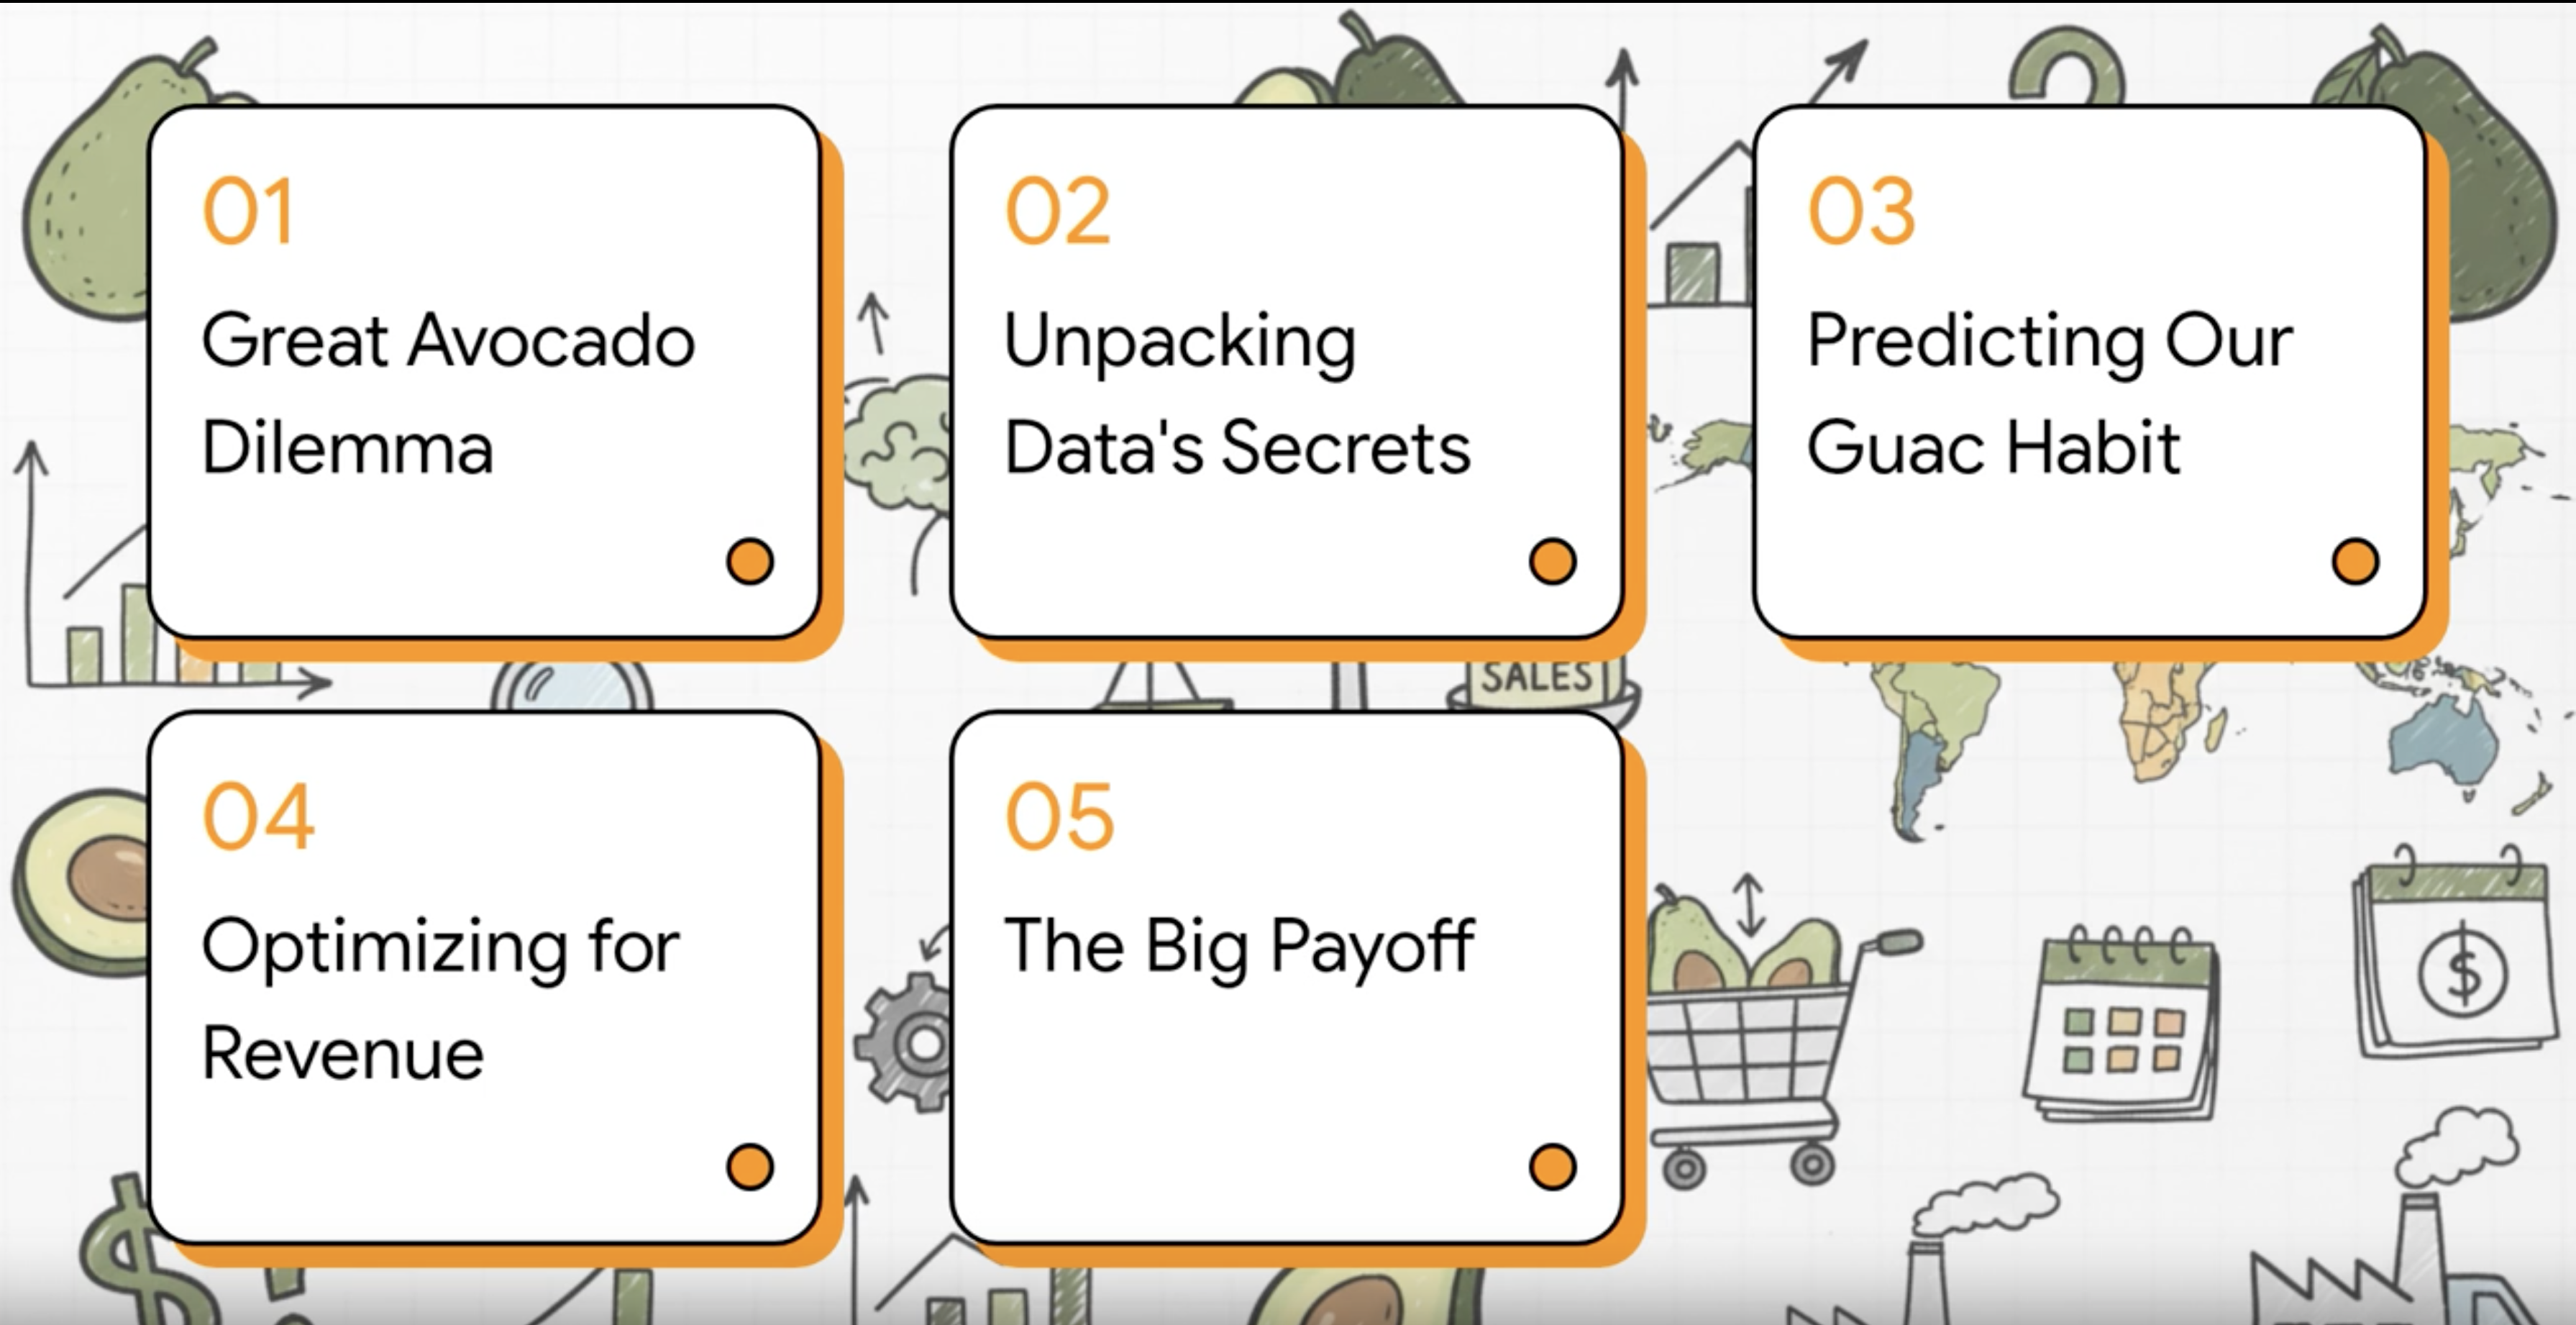 01
Great Avocado
Dilemma
02
Unpacking
Data's Secrets
03
Predicting Our
Guac Habit
SALES
04
Optimizing for
Revenue
05
The Big Payoff
$
$